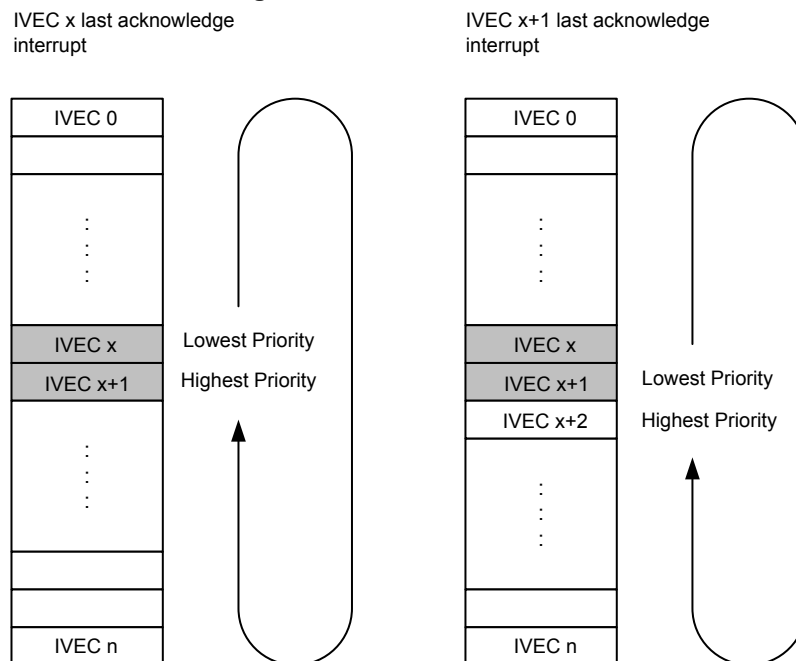 IVEC x last acknowledge
interrupt
IVEC 0
.
.
.
IVEC x
Lowest Priority
IVEC x+1
Highest Priority
.
.
.
IVEC n
IVEC x+1 last acknowledge
interrupt
IVEC 0
.
.
.
IVEC x
IVEC x+1
Lowest Priority
IVEC x+2
Highest Priority
.
.
.
IVEC n